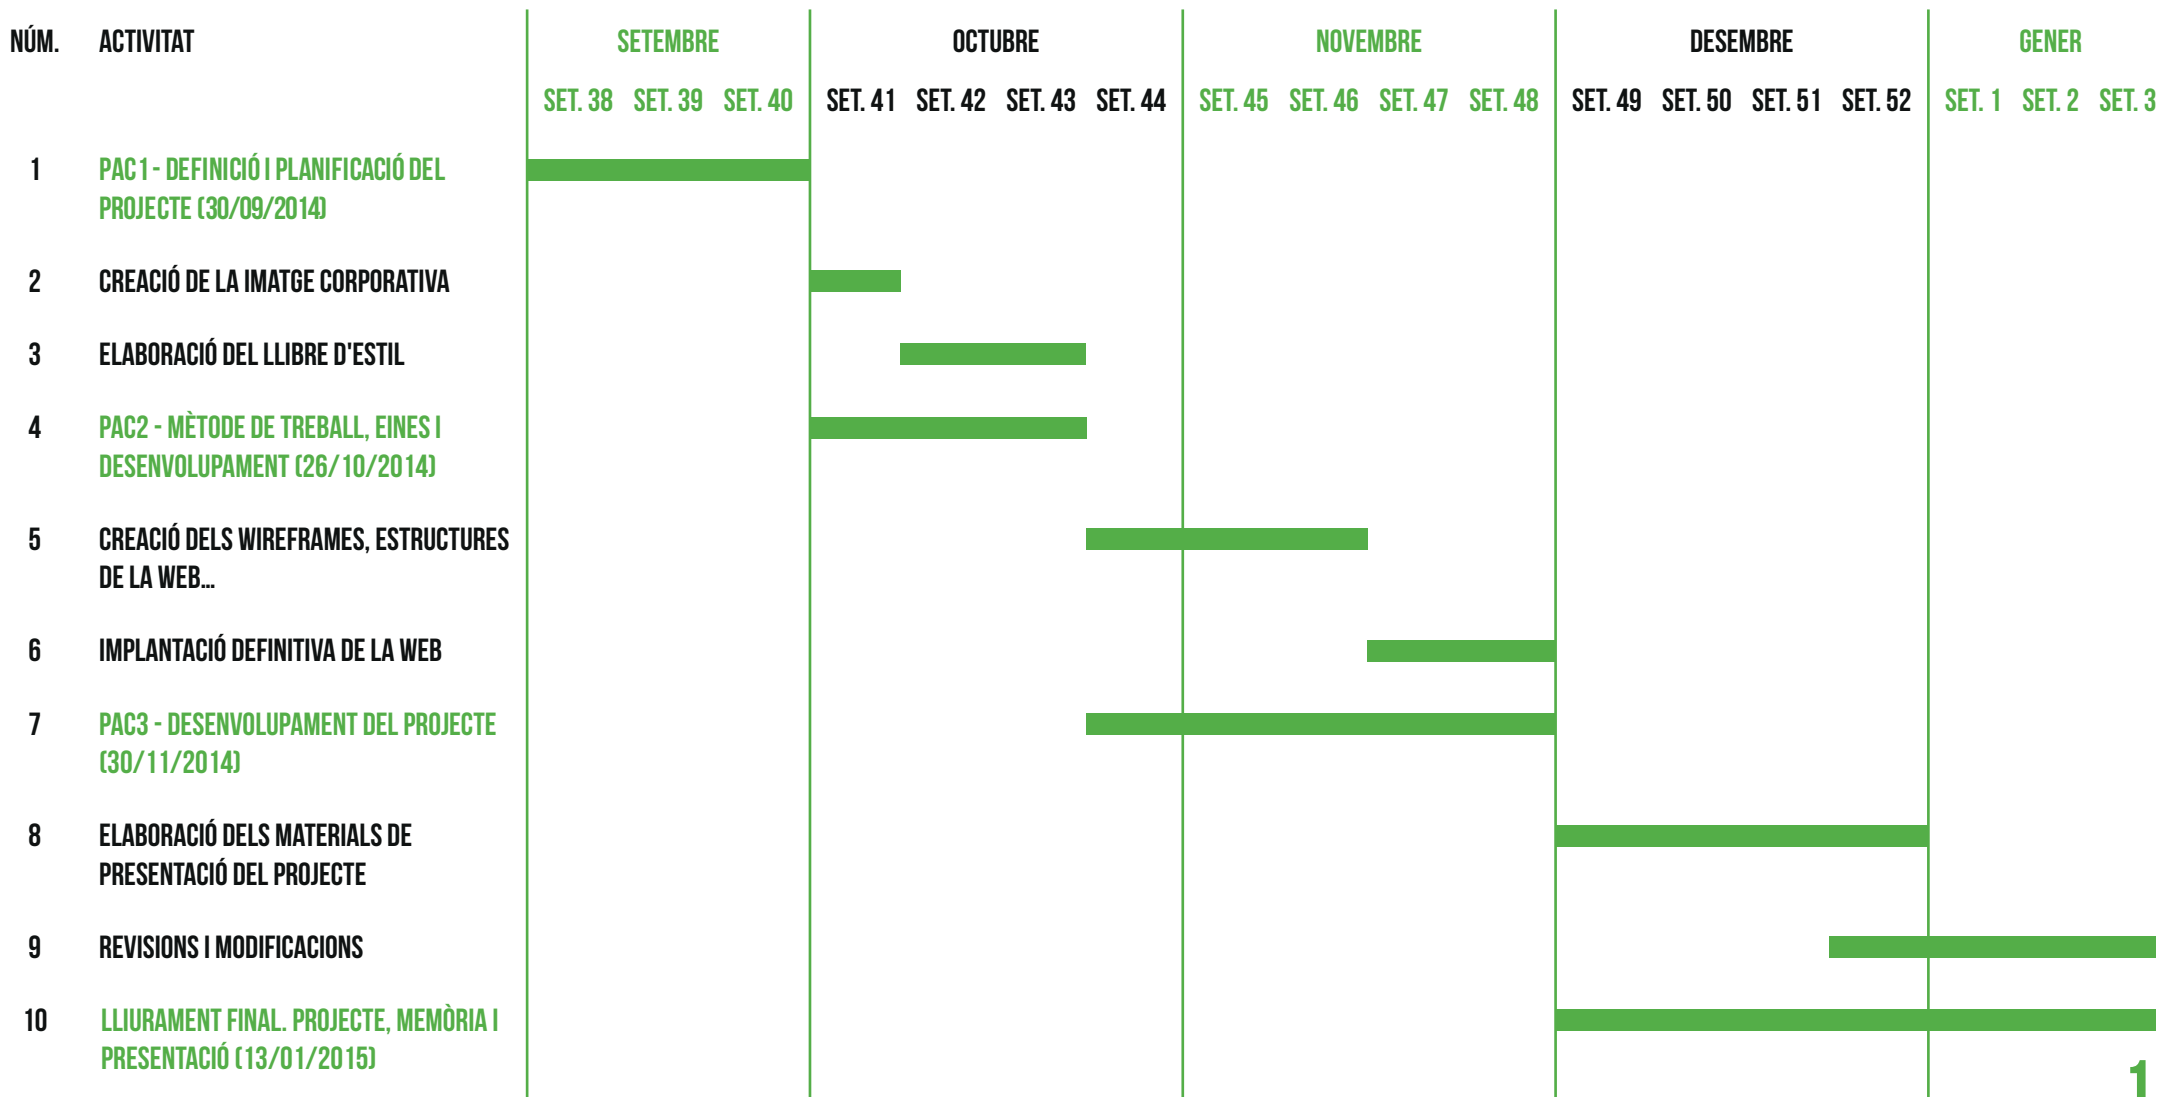 NÚM. ACTIVITAT SETEMBRE OCTUBRE NOVEMBRE DESEMBRE GENER
SET. 38 SET. 39 SET. 40 SET. 41 SET. 42 SET. 43 SET. 44 SET. 45 SET. 46 SET. 47 SET. 48 SET. 49 SET. 50 SET. 51 SET. 52 SET. 1 SET. 2 SET. 3
1 PAC1 - DEFINICIÓ I PLANIFICACIÓ DEL
PROJECTE (30/09/2014)
2 CREACIÓ DE LA IMATGE CORPORATIVA
3 ELABORACIÓ DEL LLIBRE D'ESTIL
4 PAC2 - MÈTODE DE TREBALL, EINES I
DESENVOLUPAMENT (26/10/2014)
5 CREACIÓ DELS WIREFRAMES, ESTRUCTURES
DE LA WEB...
6 IMPLANTACIÓ DEFINITIVA DE LA WEB
7 PAC3 - DESENVOLUPAMENT DEL PROJECTE
(30/11/2014)
8 ELABORACIÓ DELS MATERIALS DE
PRESENTACIÓ DEL PROJECTE
9 REVISIONS I MODIFICACIONS
10 LLIURAMENT FINAL. PROJECTE, MEMÒRIA I
PRESENTACIÓ (13/01/2015)
1